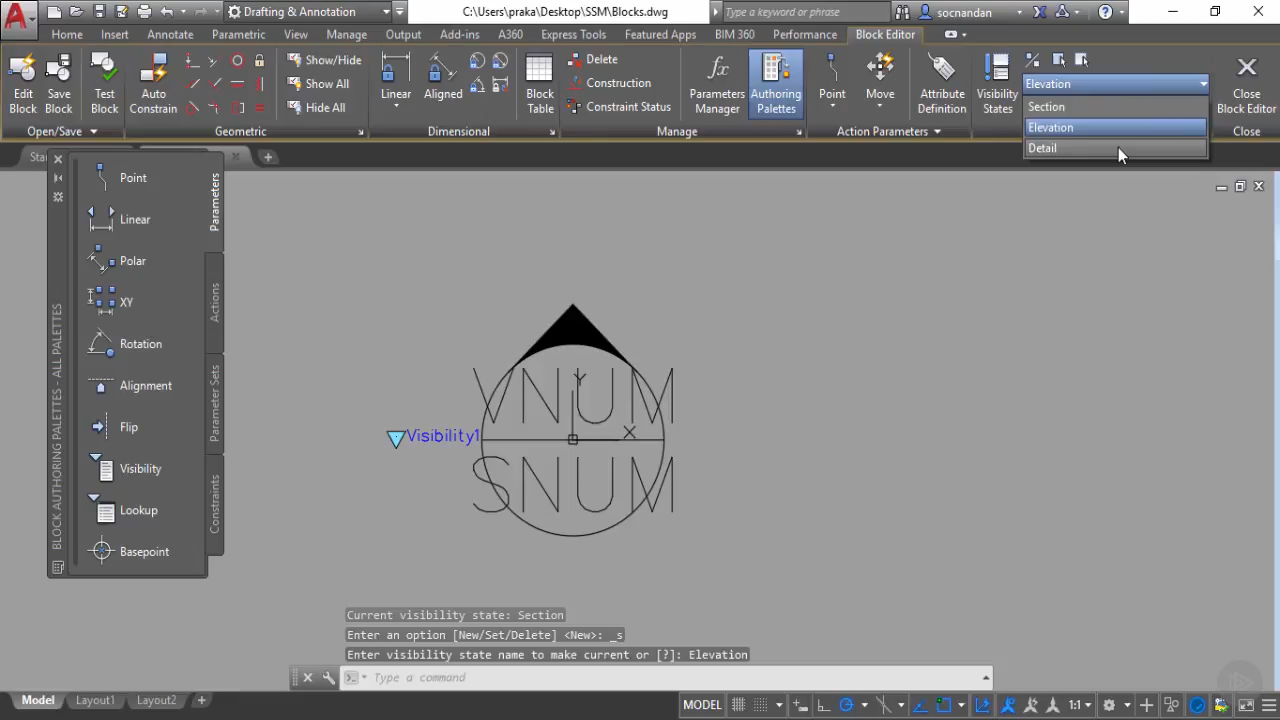 Drafting & Annotation
C:\Users\praka\Desktop\SSM\Blocks.dwg
Type a keyword or phrase
socnandan
Home Insert Annotate Parametric View Manage Output Add-ins A360 Express Tools Featured Apps BIM 360 Performance Block Editor
Edit Block
Save Block
Test Block
Auto Constrain
Show/Hide
Show All
Hide All
Linear
Aligned
Block Table
Delete
Construction
Constraint Status
Parameters Manager
Authoring Palettes
Point
Move
Attribute Definition
Visibility States
Elevation
Section
Elevation
Detail
Close Block Editor
Open/Save
Geometric
Dimensional
Manage
Action Parameters
Close
Sta
BLOCK AUTHORING PALETTES - ALL PALETTES
Point
Linear
Polar
XY
Rotation
Alignment
Flip
Visibility
Lookup
Basepoint
Parameters
Actions
Parameter Sets
Constraints
VNUM
Y
X
Visibility1
SNUM
Current visibility state: Section
Enter an option [New/Set/Delete] <New>: _s
Enter visibility state name to make current or [?]: Elevation
Type a command
Model Layout1 Layout2 +
MODEL
1:1